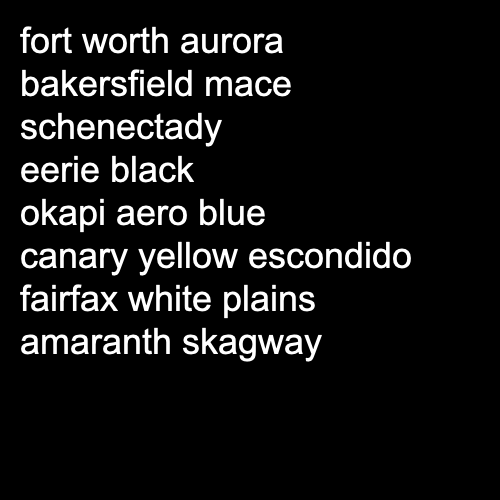 fort worth aurora
bakersfield mace
schenectady
eerie black
okapi aero blue
canary yellow escondido
fairfax white plains
amaranth skagway